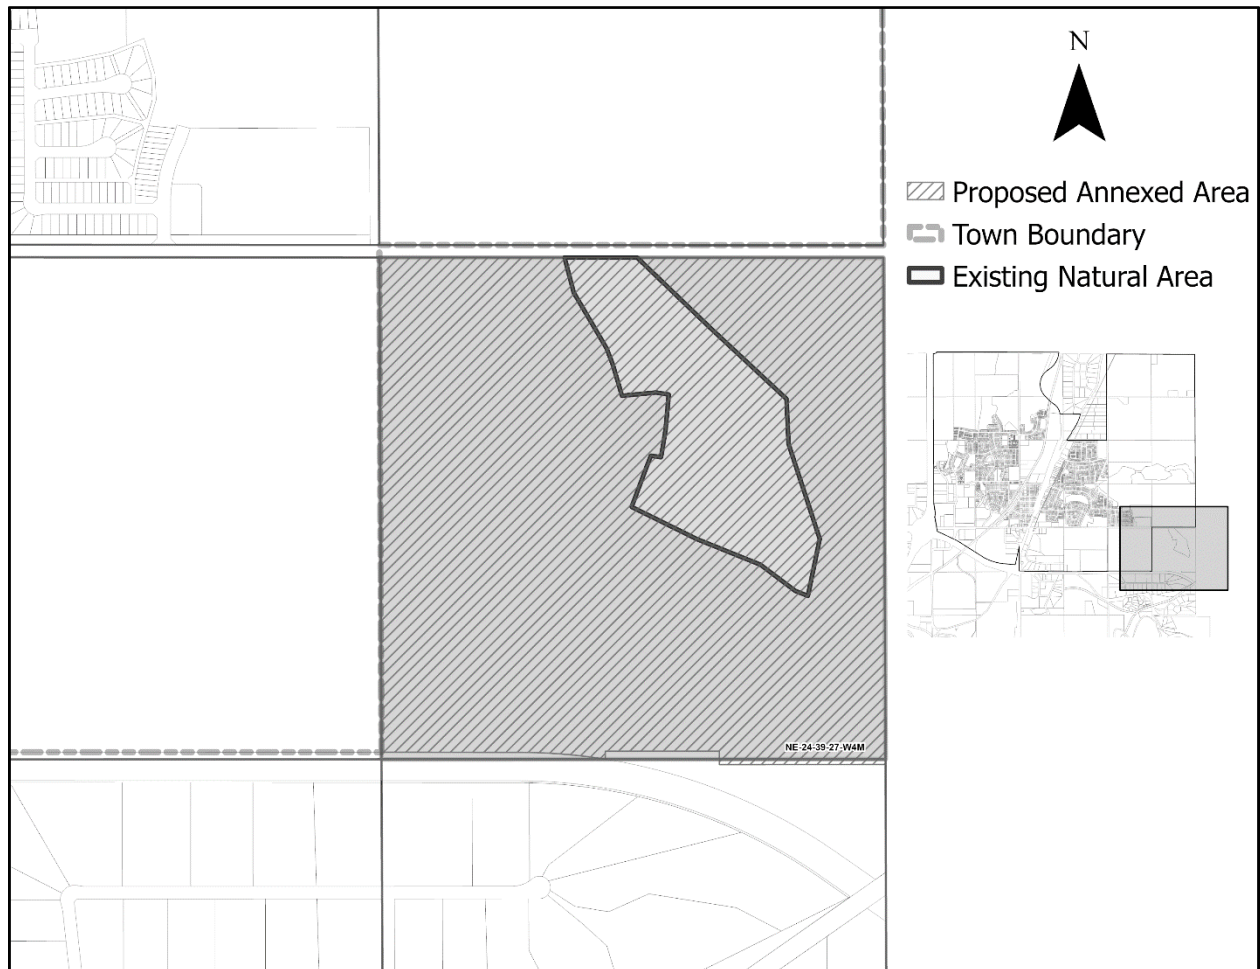 N
Proposed Annexed Area
Town Boundary
Existing Natural Area
NE-24-39-27-W4M